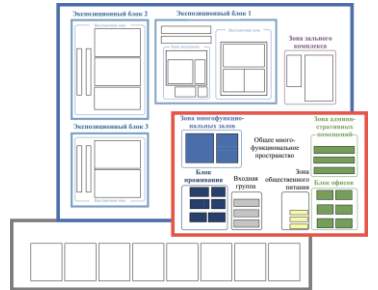 Экспозиционный блок 2
Экспозиционный блок 1
Зона зального
комплекса
Экспозиционный блок 3
Зона многофункцио-
нальных залов
Общее много-
функциональное
пространство
Зона админи-
стративных
помещений
Блок
проживания
Входная
группа
Зона
общественного
питания
Блок офисов